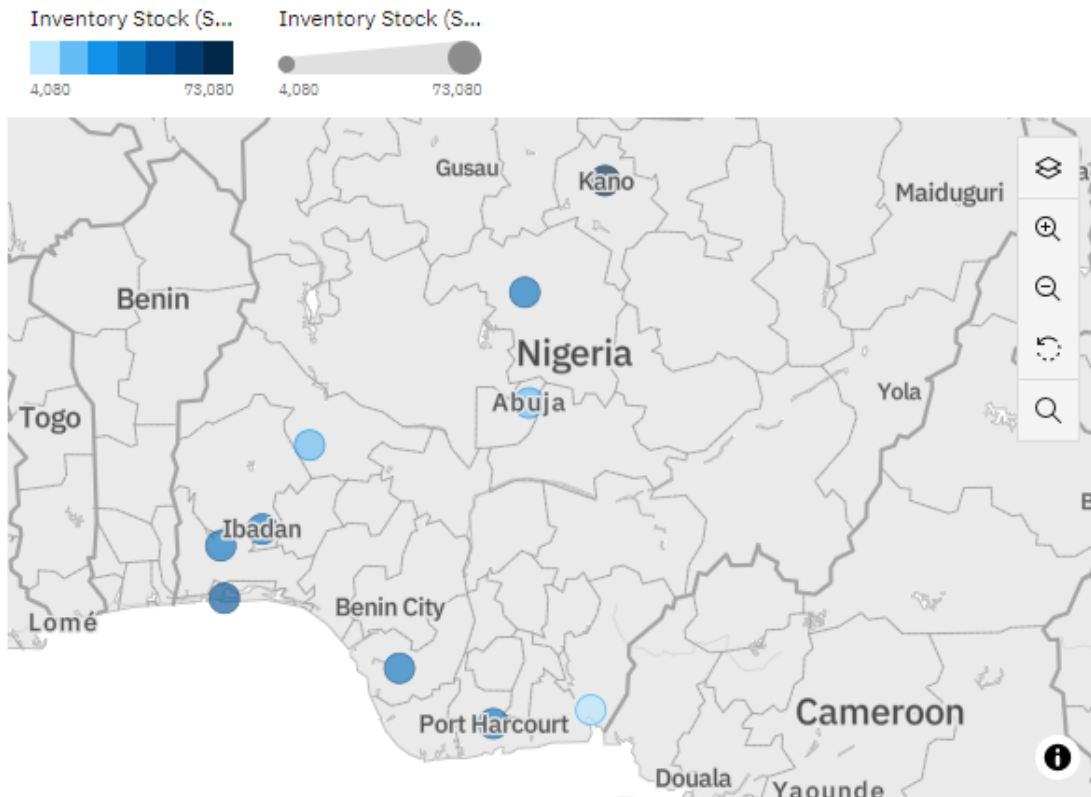 Inventory Stock (S... Inventory Stock (S...
4,080 73,080 4,080 73,080
Gusau
Kano
Maiduguri
Benin
Nigeria
Abuja
Yola
Togo
Ibadan
Benin City
Lomé
Port Harcourt
Cameroon
Douala
Yaounde